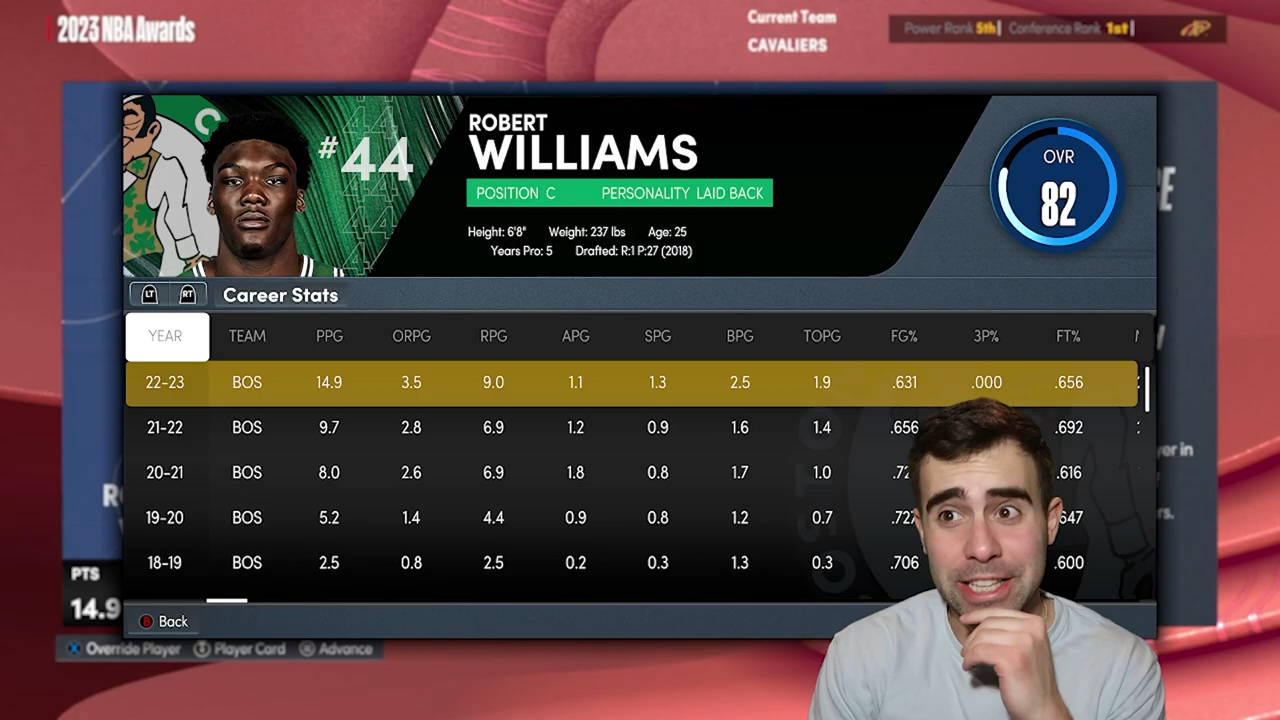 2023 NBA Awards
Current Team
CAVALIERS
Power Rank 5th | Conference Rank 1st |
ROBERT
WILLIAMS
#44
POSITION C PERSONALITY LAID BACK
Height: 6'8" Weight: 237 lbs Age: 25
Years Pro: 5 Drafted: R:1 P:27 (2018)
OVR
82
LT RT Career Stats
YEAR TEAM PPG ORPG RPG APG SPG BPG TOPG FG% 3P% FT%
22-23 BOS 14.9 3.5 9.0 1.1 1.3 2.5 1.9 .631 .000 .656
21-22 BOS 9.7 2.8 6.9 1.2 0.9 1.6 1.4 .656 .692
20-21 BOS 8.0 2.6 6.9 1.8 0.8 1.7 1.0 .72 .616
19-20 BOS 5.2 1.4 4.4 0.9 0.8 1.2 0.7 .727 .647
18-19 BOS 2.5 0.8 2.5 0.2 0.3 1.3 0.3 .706 .600
PTS
14.9
B Back
Override Player Player Card Advance